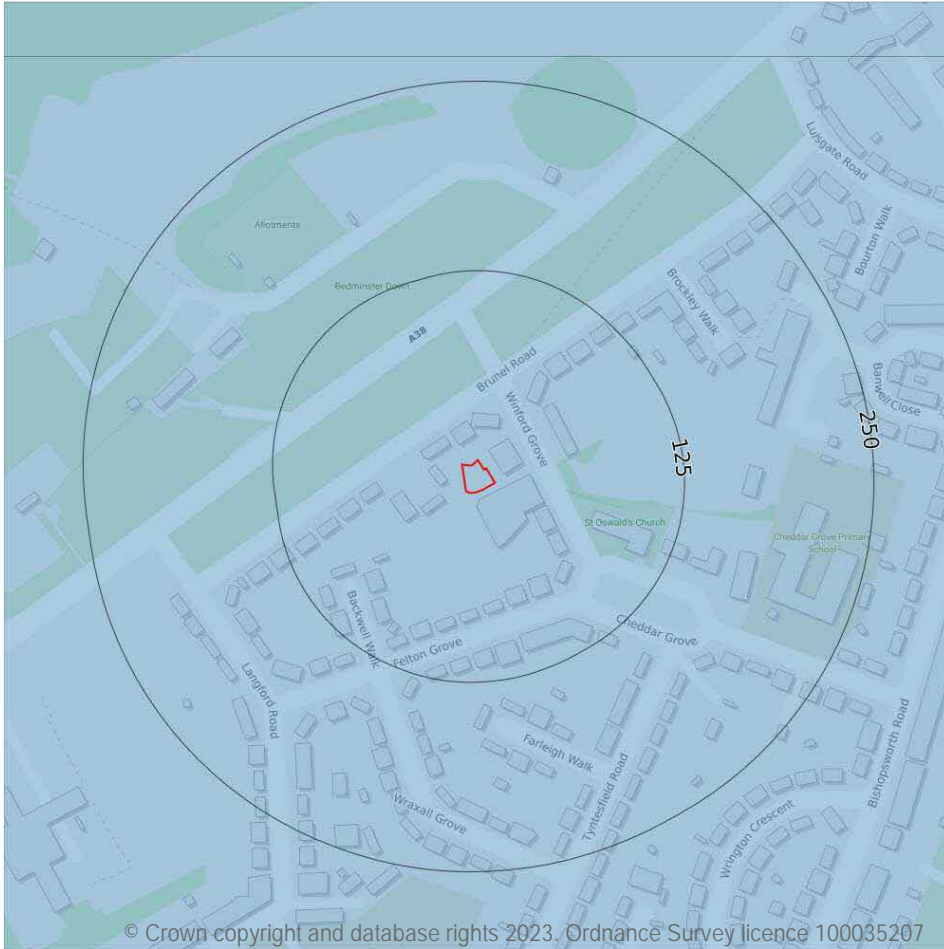 Lulsgate Road
Allotments
Bourton Walk
Bedminster Down
Brockley Walk
A38
Brunel Road
Banwell Close
Winford Grove
250
125
St Oswald's Church
Cheddar Grove Primary
School
Backwell Walk
Cheddar Grove
Felton Grove
Langford Road
Bishopsworth Road
Farleigh Walk
Tyntesfield Road
Wraxall Grove
Wrington Crescent
© Crown copyright and database rights 2023. Ordnance Survey licence 100035207